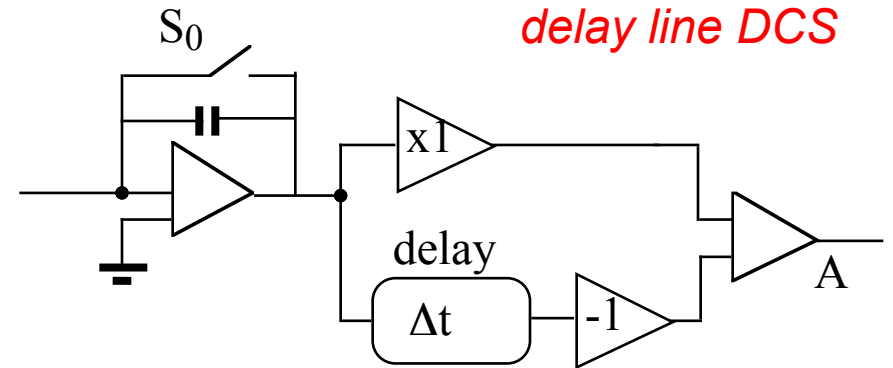 S₀
delay line DCS
x1
delay
Δt
-1
A